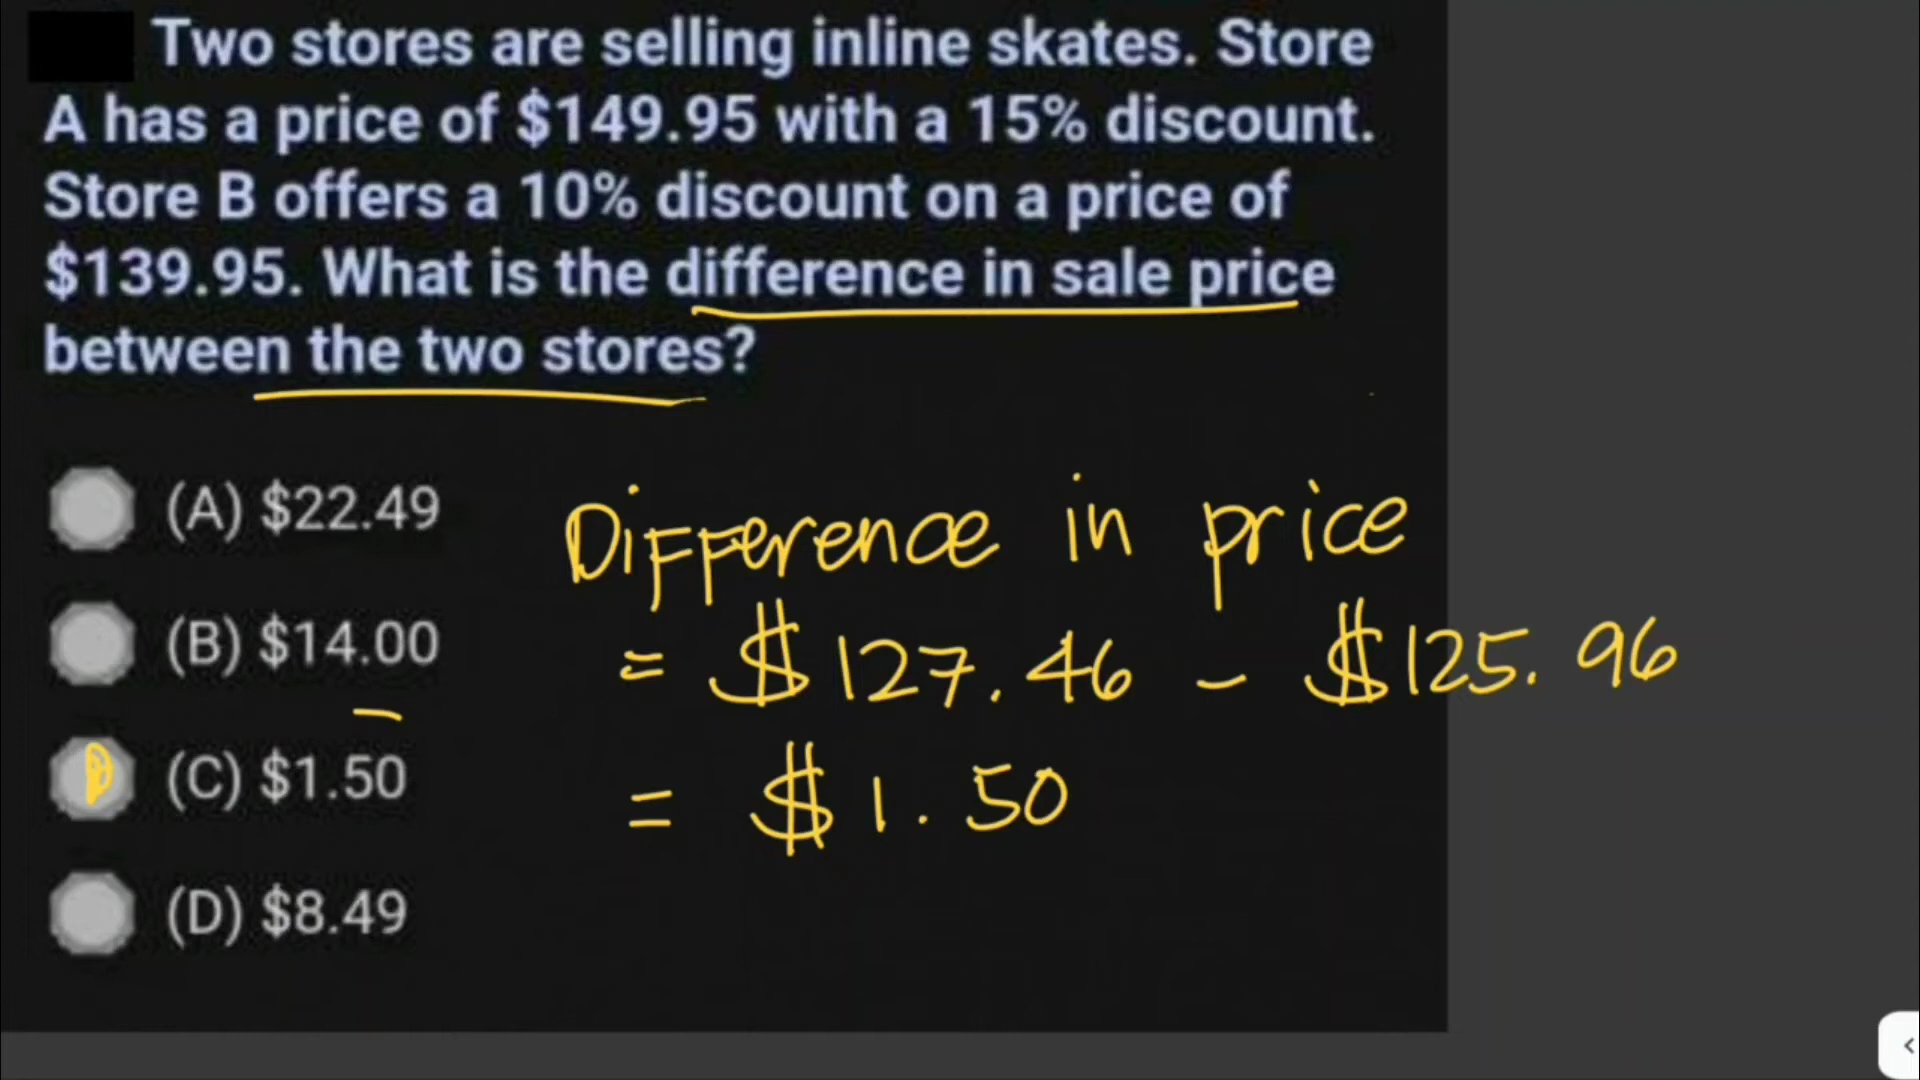 Two stores are selling inline skates. Store
A has a price of $149.95 with a 15% discount.
Store B offers a 10% discount on a price of
$139.95. What is the difference in sale price
between the two stores?
(A) $22.49
(B) $14.00
(C) $1.50
(D) $8.49
Difference in price
= $127.46 - $125.96
= $1.50